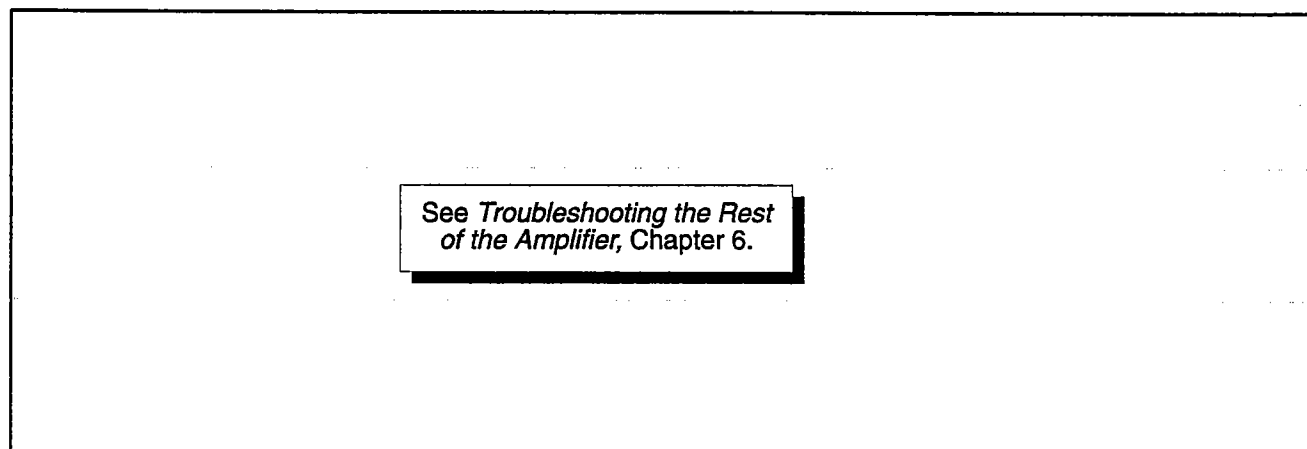 See Troubleshooting the Rest
of the Amplifier, Chapter 6.